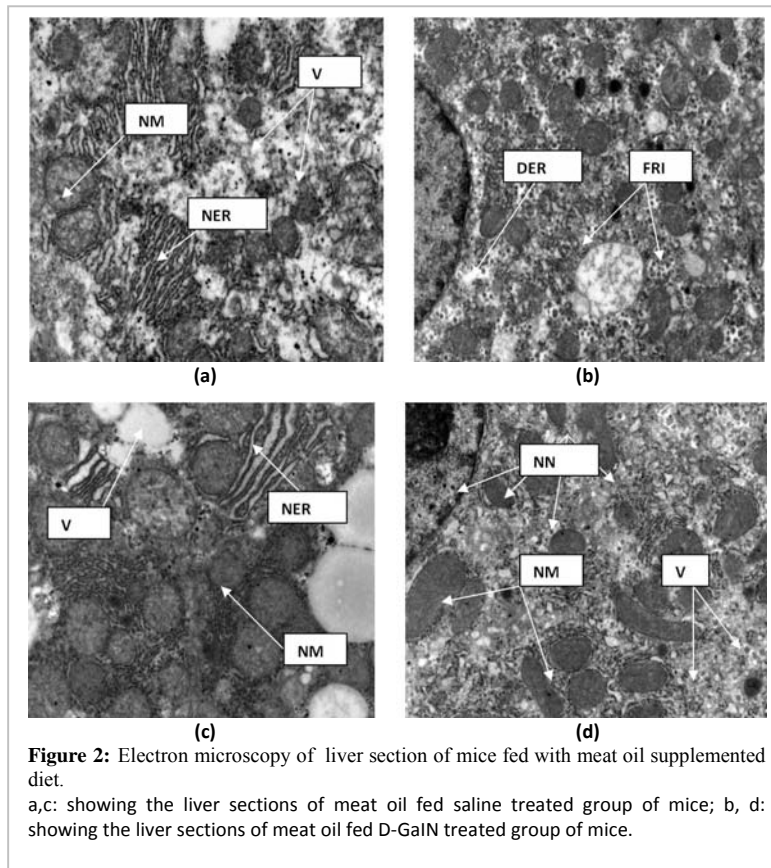 V
NM
NER
(a)
DER
FRI
(b)
NER
V
NM
(c)
NN
NM
V
(d)
Figure 2: Electron microscopy of liver section of mice fed with meat oil supplemented
diet.
a,c: showing the liver sections of meat oil fed saline treated group of mice; b, d:
showing the liver sections of meat oil fed D-GalN treated group of mice.